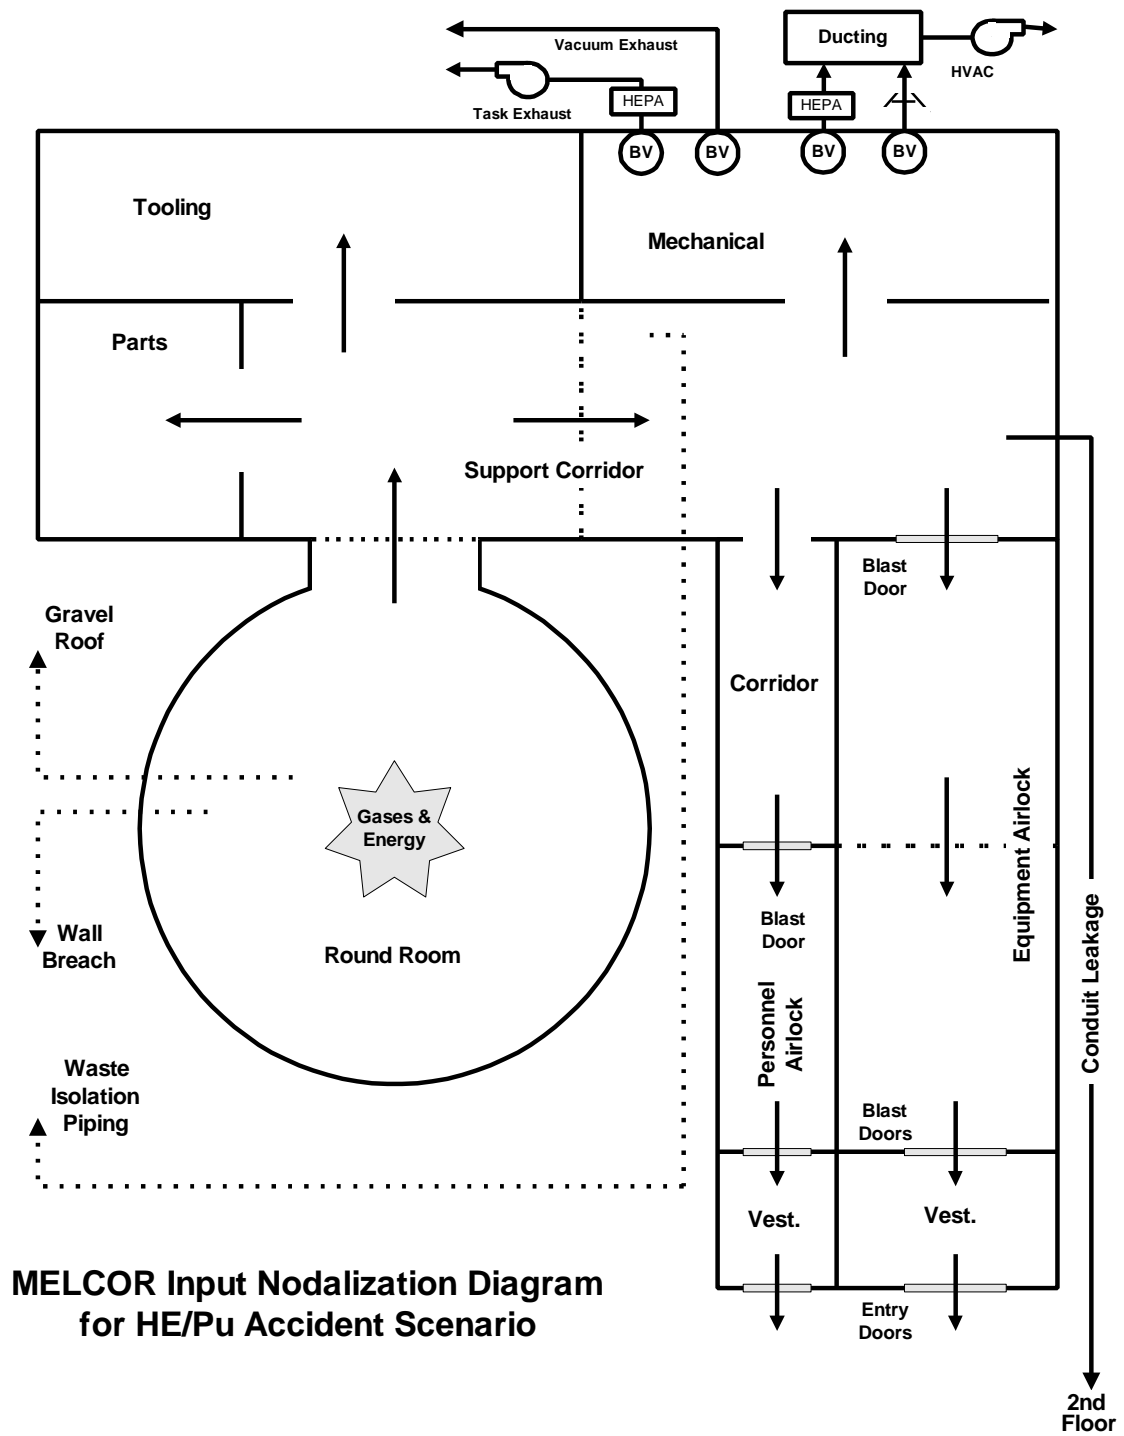 Vacuum Exhaust
Ducting
HVAC
HEPA
HEPA
Task Exhaust
BV
BV
BV
BV
Tooling
Mechanical
Parts
Support Corridor
Blast
Door
Gravel
Roof
Corridor
Gases &
Energy
Equipment Airlock
Blast
Door
Wall
Breach
Round Room
Conduit Leakage
Personnel
Airlock
Waste
Isolation
Piping
Blast
Doors
Vest.
Vest.
MELCOR Input Nodalization Diagram
for HE/Pu Accident Scenario
Entry
Doors
2nd
Floor